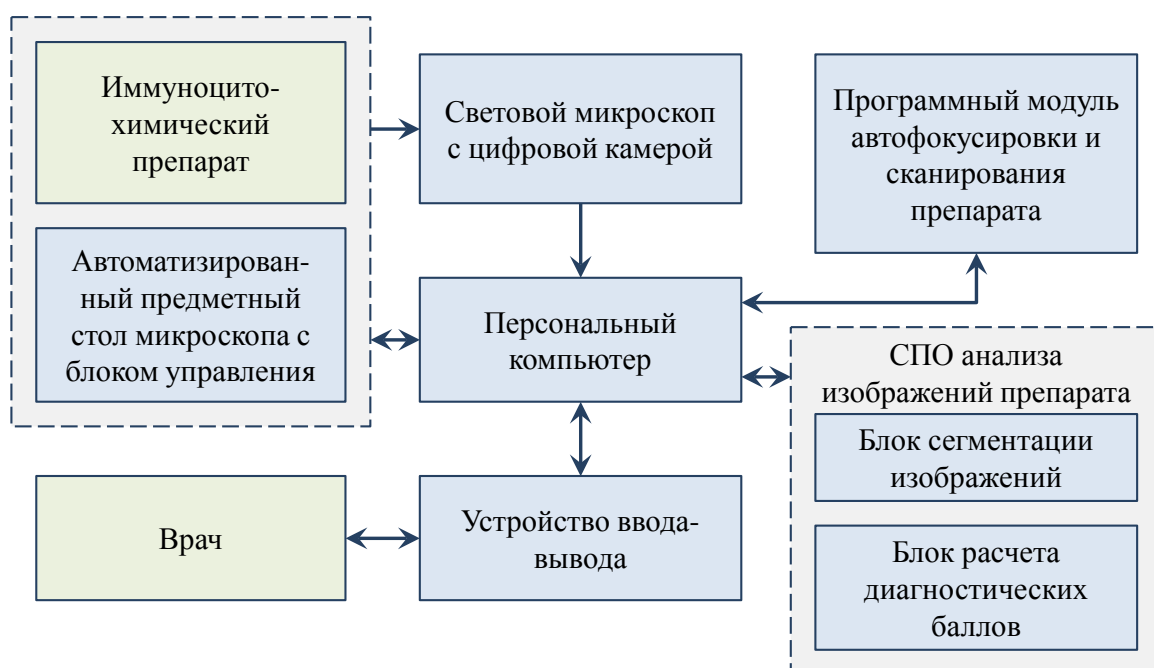 Иммуноцито-
химический
препарат
Световой микроскоп
с цифровой камерой
Программный модуль
автофокусировки и
сканирования
препарата
Автоматизирован-
ный предметный
стол микроскопа с
блоком управления
Персональный
компьютер
СПО анализа
изображений препарата
Блок сегментации
изображений
Врач
Устройство ввода-
вывода
Блок расчета
диагностических
баллов